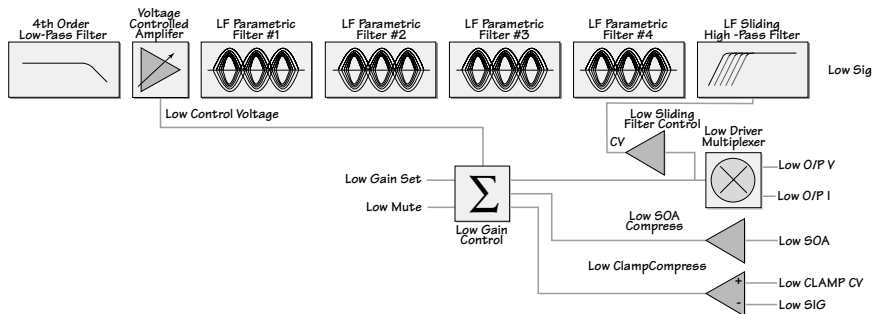 4th Order
Low-Pass Filter
Voltage
Controlled
Amplifer
LF Parametric
Filter #1
LF Parametric
Filter #2
LF Parametric
Filter #3
LF Parametric
Filter #4
LF Sliding
High -Pass Filter
Low Sig
Low Control Voltage
CV
Low Sliding
Filter Control
Low Driver
Multiplexer
Low O/P V
Low O/P I
Low Gain Set
Low Mute
Σ
Low Gain
Control
Low SOA
Compress
Low SOA
Low ClampCompress
+
-
Low CLAMP CV
Low SIG